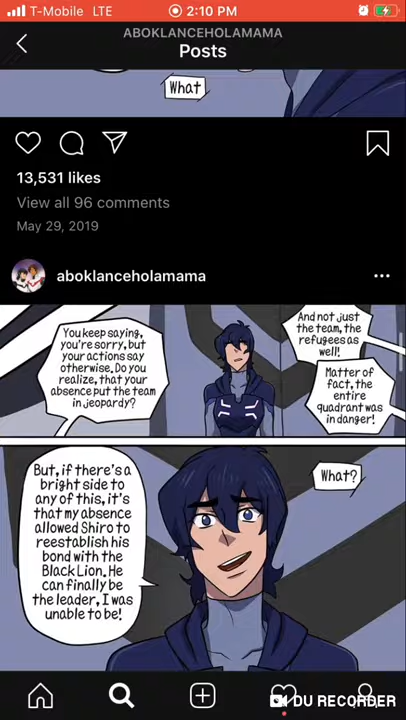 T-Mobile LTE
2:10 PM
ABOKLANCEHOLAMAMA
Posts
What
13,531 likes
View all 96 comments
May 29, 2019
aboklanceholamama
You keep saying,
you're sorry, but
your actions say
otherwise. Do you
realize, that your
absence put the team
in jeopardy?
And not just
the team, the
refugees as
well!
Matter of
fact, the
entire
quadrant was
in danger!
But, if there's a
bright side to
any of this, it's
that my absence
allowed Shiro to
reestablish his
bond with the
Black Lion. He
can finally be
the leader, I was
unable to be!
What?
DU RECORDER